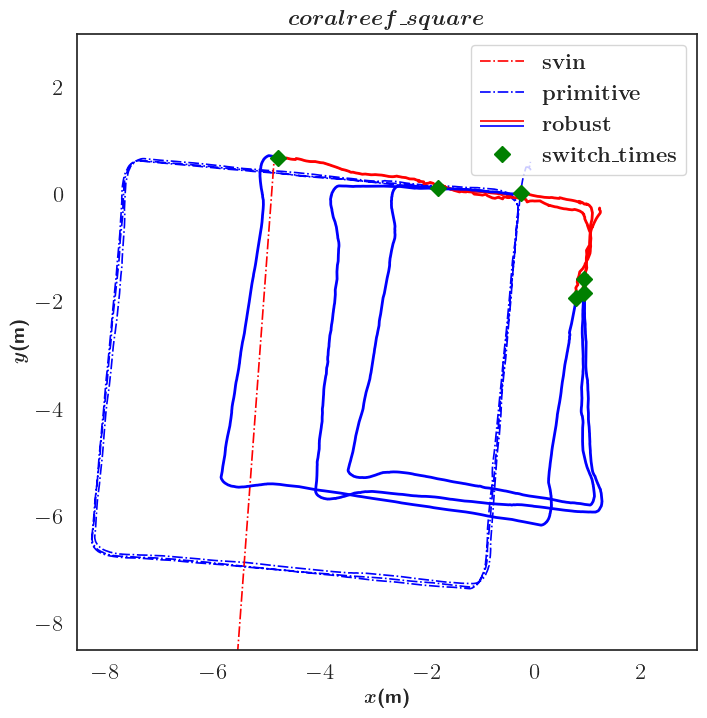 coralreef_square
svin
primitive
robust
switch_times
2
0
−2
−4
−6
−8
y(m)
−8 −6 −4 −2 0 2
x(m)